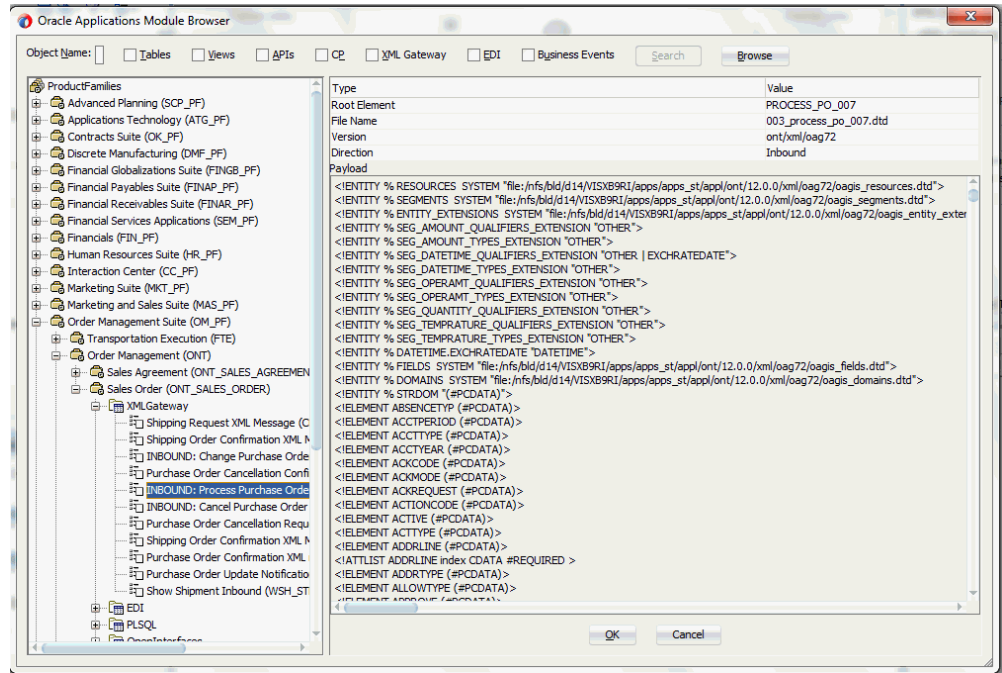 Oracle Applications Module Browser
Object Name: Tables Views APIs CP XML Gateway EDI Business Events Search Browse
ProductFamilies
Advanced Planning (SCP_PF)
Applications Technology (ATG_PF)
Contracts Suite (OK_PF)
Discrete Manufacturing (DMF_PF)
Financial Globalizations Suite (FINGB_PF)
Financial Payables Suite (FINAP_PF)
Financial Receivables Suite (FINAR_PF)
Financial Services Applications (SEM_PF)
Financials (FIN_PF)
Human Resources Suite (HR_PF)
Interaction Center (CC_PF)
Marketing Suite (MKT_PF)
Marketing and Sales Suite (MAS_PF)
Order Management Suite (OM_PF)
Transportation Execution (FTE)
Order Management (ONT)
Sales Agreement (ONT_SALES_AGREEMEN
Sales Order (ONT_SALES_ORDER)
XMLGateway
Shipping Request XML Message (C
Shipping Order Confirmation XML M
INBOUND: Change Purchase Orde
Purchase Order Cancellation Confi
INBOUND: Process Purchase Orde
INBOUND: Cancel Purchase Order
Purchase Order Cancellation Requ
Shipping Order Confirmation XML M
Purchase Order Confirmation XML
Purchase Order Update Notificatio
Show Shipment Inbound (WSH_ST
EDI
PLSQL
OpenInterfaces
Type Value
Root Element PROCESS_PO_007
File Name 003_process_po_007.dtd
Version ont/xml/oag72
Direction Inbound
Payload
<!ENTITY % RESOURCES SYSTEM "file:/nfs/bld/d14/VISXB9RI/apps/apps_st/appl/ont/12.0.0/xml/oag72/oagis_resources.dtd">
<!ENTITY % SEGMENTS SYSTEM "file:/nfs/bld/d14/VISXB9RI/apps/apps_st/appl/ont/12.0.0/xml/oag72/oagis_segments.dtd">
<!ENTITY % ENTITY_EXTENSIONS SYSTEM "file:/nfs/bld/d14/VISXB9RI/apps/apps_st/appl/ont/12.0.0/xml/oag72/oagis_entity_exter
<!ENTITY % SEG_AMOUNT_QUALIFIERS_EXTENSION "OTHER">
<!ENTITY % SEG_AMOUNT_TYPES_EXTENSION "OTHER">
<!ENTITY % SEG_DATETIME_QUALIFIERS_EXTENSION "OTHER | EXCHRATEDATE">
<!ENTITY % SEG_DATETIME_TYPES_EXTENSION "OTHER">
<!ENTITY % SEG_OPERAMT_QUALIFIERS_EXTENSION "OTHER">
<!ENTITY % SEG_OPERAMT_TYPES_EXTENSION "OTHER">
<!ENTITY % SEG_QUANTITY_QUALIFIERS_EXTENSION "OTHER">
<!ENTITY % SEG_TEMPRATURE_QUALIFIERS_EXTENSION "OTHER">
<!ENTITY % SEG_TEMPRATURE_TYPES_EXTENSION "OTHER">
<!ENTITY % DATETIME.EXCHRATEDATE "DATETIME">
<!ENTITY % FIELDS SYSTEM "file:/nfs/bld/d14/VISXB9RI/apps/apps_st/appl/ont/12.0.0/xml/oag72/oagis_fields.dtd">
<!ENTITY % DOMAINS SYSTEM "file:/nfs/bld/d14/VISXB9RI/apps/apps_st/appl/ont/12.0.0/xml/oag72/oagis_domains.dtd">
<!ENTITY % STRDOM "(#PCDATA)">
<!ELEMENT ABSENCETYP (#PCDATA)>
<!ELEMENT ACCTPERIOD (#PCDATA)>
<!ELEMENT ACCTTYPE (#PCDATA)>
<!ELEMENT ACCTYEAR (#PCDATA)>
<!ELEMENT ACKCODE (#PCDATA)>
<!ELEMENT ACKMODE (#PCDATA)>
<!ELEMENT ACKREQUEST (#PCDATA)>
<!ELEMENT ACTIONCODE (#PCDATA)>
<!ELEMENT ACTIVE (#PCDATA)>
<!ELEMENT ACTTYPE (#PCDATA)>
<!ELEMENT ADDRLINE (#PCDATA)>
<!ATTLIST ADDRLINE index CDATA #REQUIRED >
<!ELEMENT ADDRTYPE (#PCDATA)>
<!ELEMENT ALLOWTYPE (#PCDATA)>
<!ELEMENT APPROVE (#PCDATA)>
OK Cancel